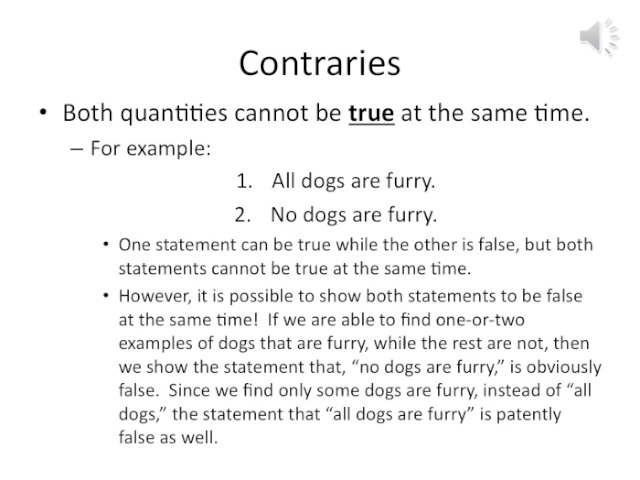 Contraries
• Both quantities cannot be true at the same time.
– For example:
1. All dogs are furry.
2. No dogs are furry.
• One statement can be true while the other is false, but both
statements cannot be true at the same time.
• However, it is possible to show both statements to be false
at the same time!  If we are able to find one-or-two
examples of dogs that are furry, while the rest are not, then
we show the statement that, “no dogs are furry,” is obviously
false.  Since we find only some dogs are furry, instead of “all
dogs,” the statement that “all dogs are furry” is patently
false as well.